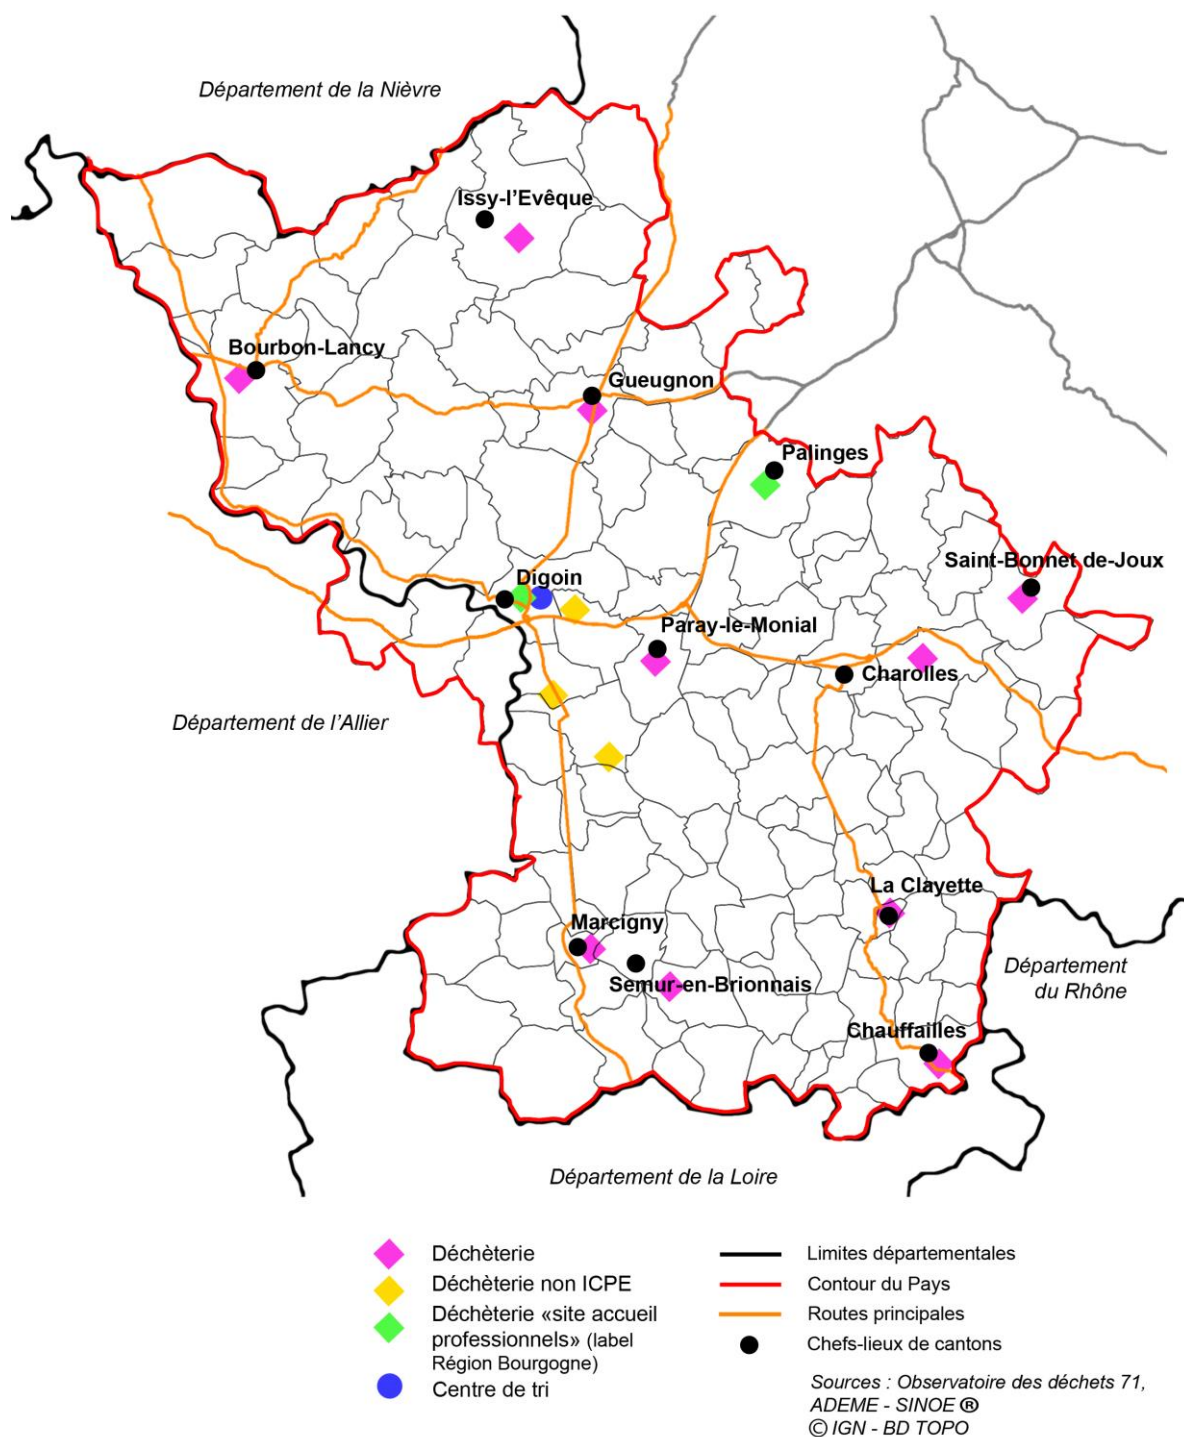 Département de la Nièvre
Issy-l'Evêque
Bourbon-Lancy
Gueugnon
Palinges
Saint-Bonnet de-Joux
Digoin
Paray-le-Monial
Charolles
Département de l'Allier
La Clayette
Marcigny
Semur-en-Brionnais
Département
du Rhône
Chauffailles
Département de la Loire
Déchèterie
Déchèterie non ICPE
Déchèterie «site accueil
professionnels» (label
Région Bourgogne)
Centre de tri
Limites départementales
Contour du Pays
Routes principales
Chefs-lieux de cantons
Sources : Observatoire des déchets 71,
ADEME - SINOE ®
© IGN - BD TOPO